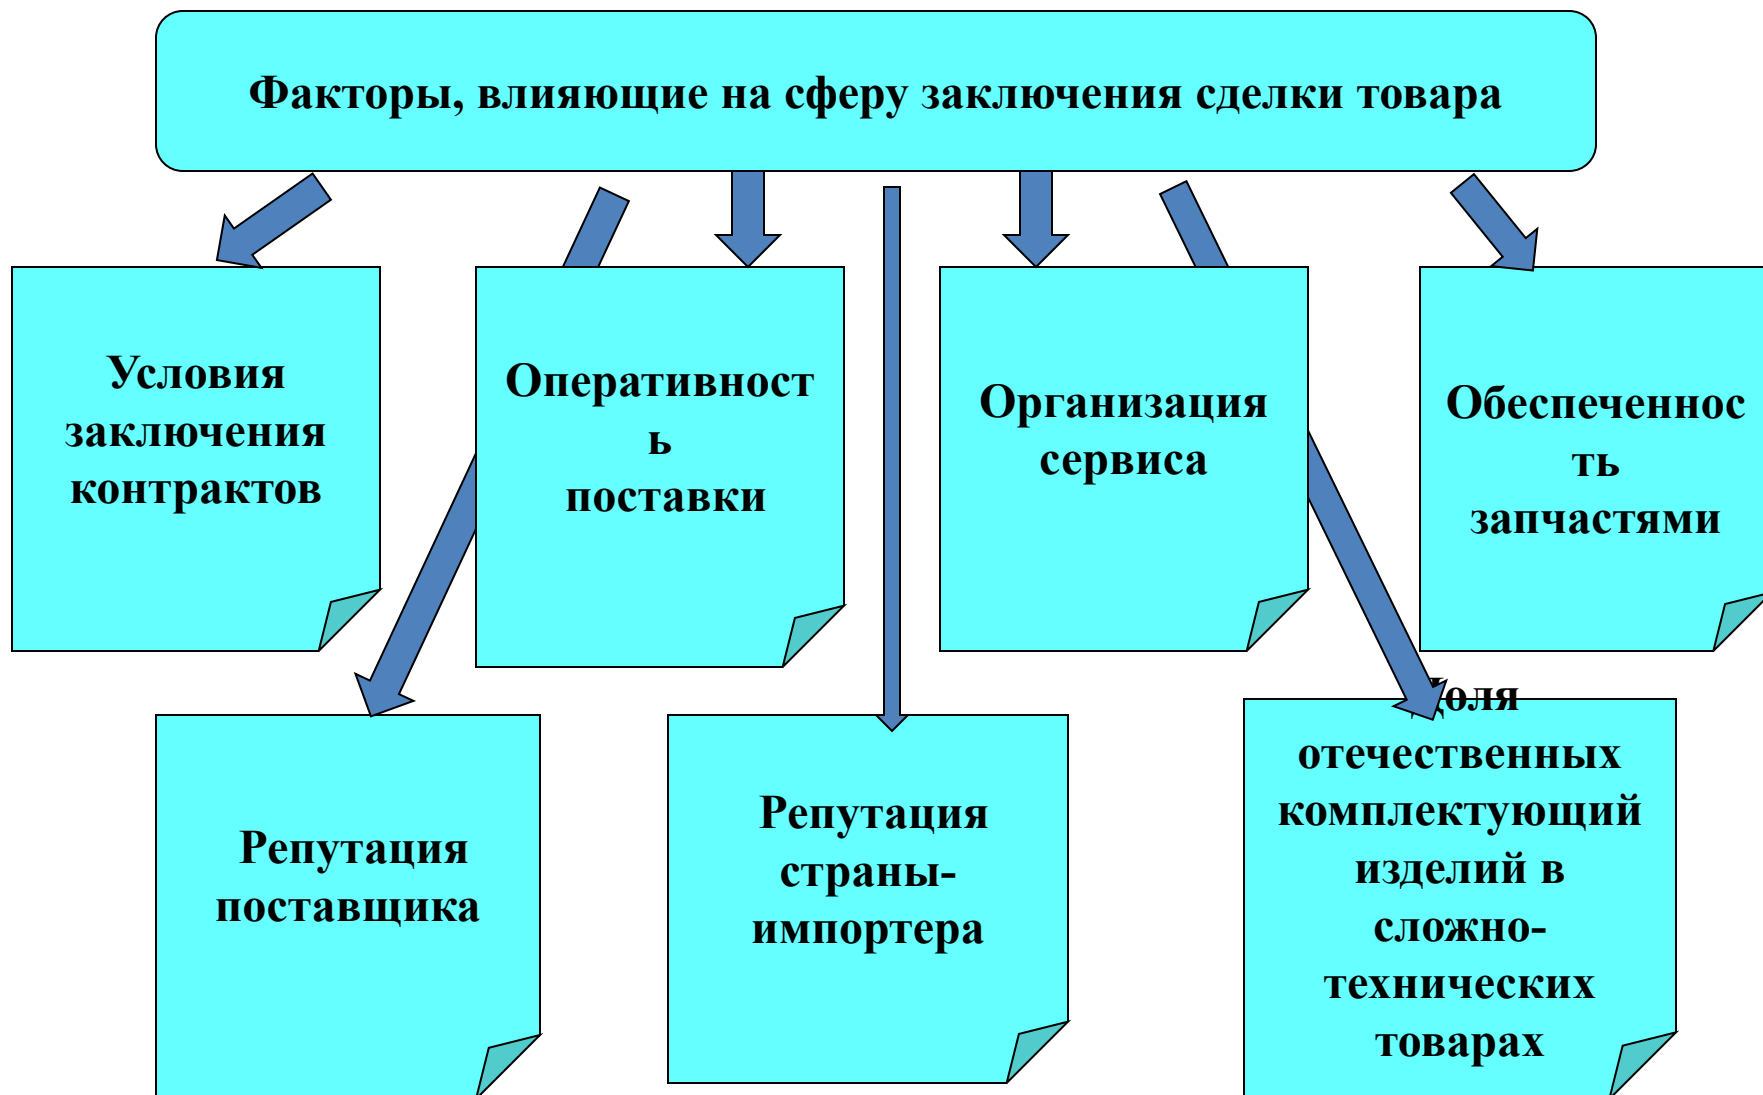 Факторы, влияющие на сферу заключения сделки товара
Условия
заключения
контрактов
Оперативност
ь
поставки
Организация
сервиса
Обеспеченнос
ть
запчастями
Репутация
поставщика
Репутация
страны-
импортера
Доля
отечественных
комплектующий
изделий в
сложно-
технических
товарах